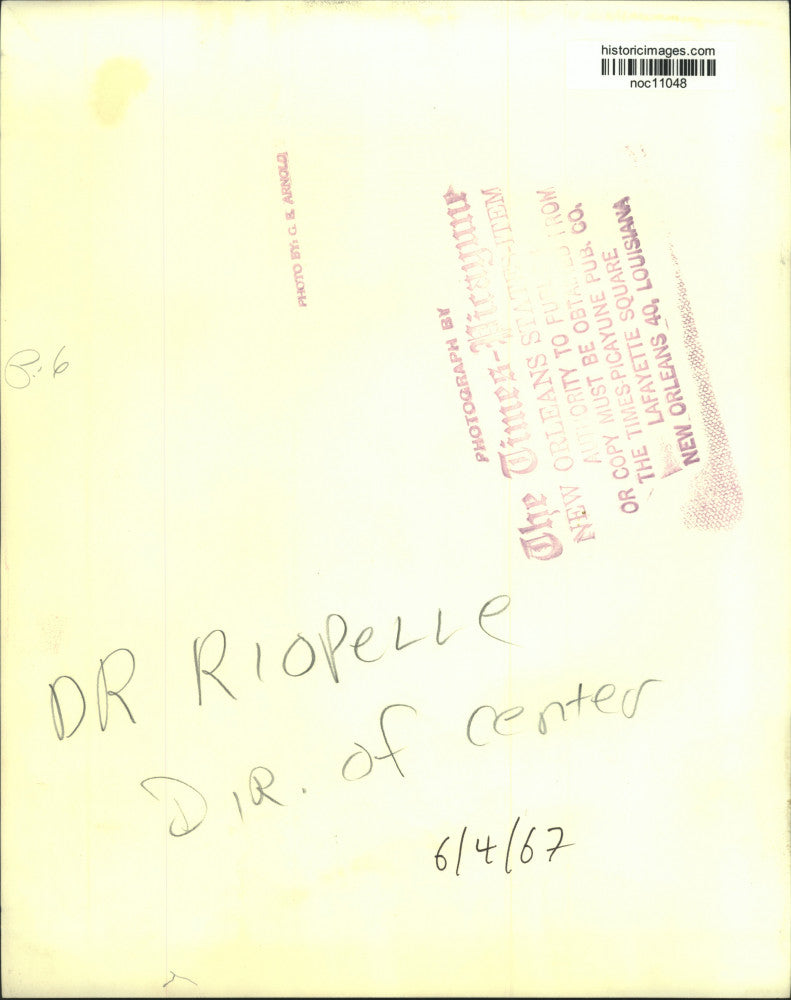 historicimages.com
noc11048
PHOTO BY: C. B. ARNOLD
PHOTOGRAPH BY
The Times-Picayune
NEW ORLEANS STATES-ITEM
AUTHORITY TO PUBL FROM
OR COPY MUST BE OBTAINED
THE TIMES-PICAYUNE PUB. CO.
LAFAYETTE SQUARE
NEW ORLEANS 40, LOUISIANA
P. 6
DR RIOPeLLe
DIR. of center
6/4/67